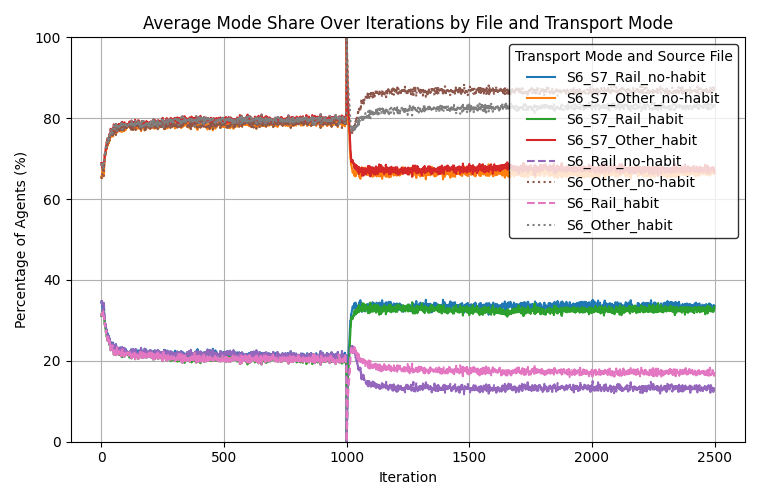 Average Mode Share Over Iterations by File and Transport Mode
Percentage of Agents (%)
100
80
60
40
20
0
Transport Mode and Source File
S6_S7_Rail_no-habit
S6_S7_Other_no-habit
S6_S7_Rail_habit
S6_S7_Other_habit
S6_Rail_no-habit
S6_Other_no-habit
S6_Rail_habit
S6_Other_habit
0 500 1000 1500 2000 2500
Iteration